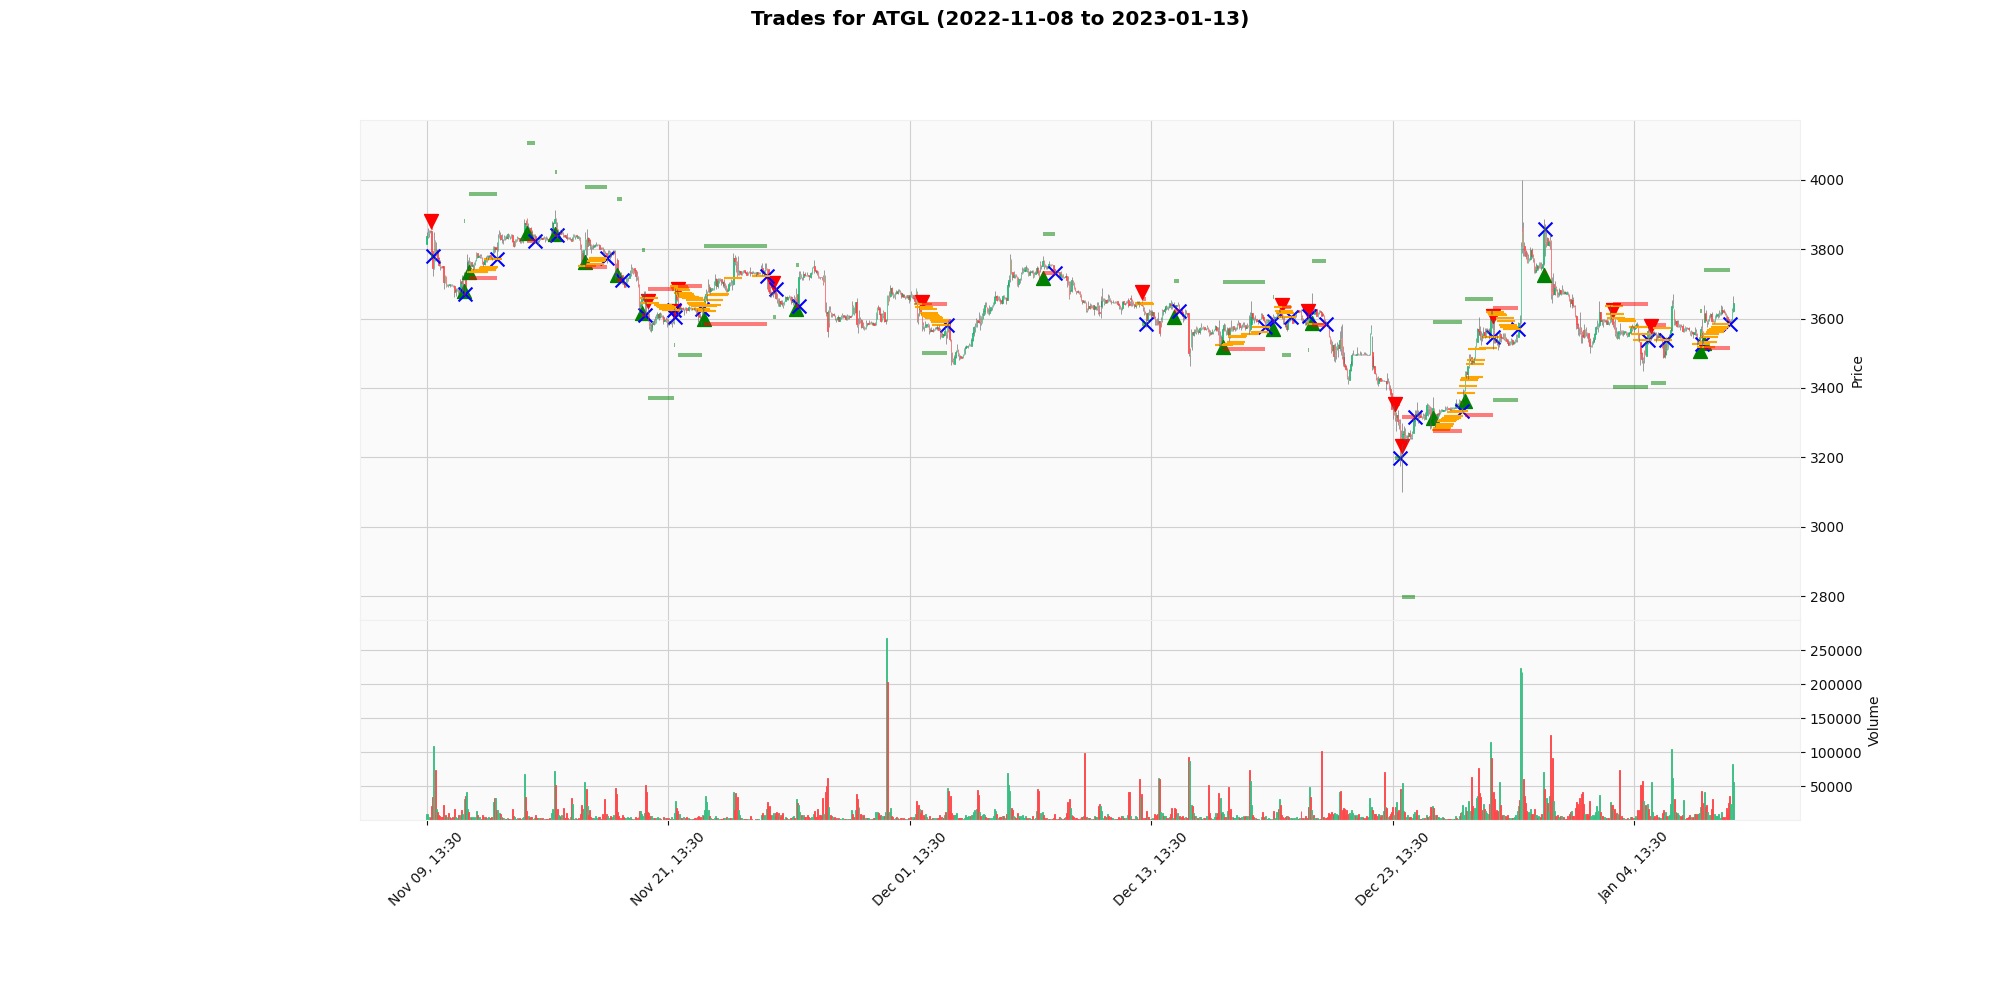 Trades for ATGL (2022-11-08 to 2023-01-13)
4000
3800
3600
3400
3200
3000
2800
Price
250000
200000
150000
100000
50000
Volume
Nov 09, 13:30
Nov 21, 13:30
Dec 01, 13:30
Dec 13, 13:30
Dec 23, 13:30
Jan 04, 13:30